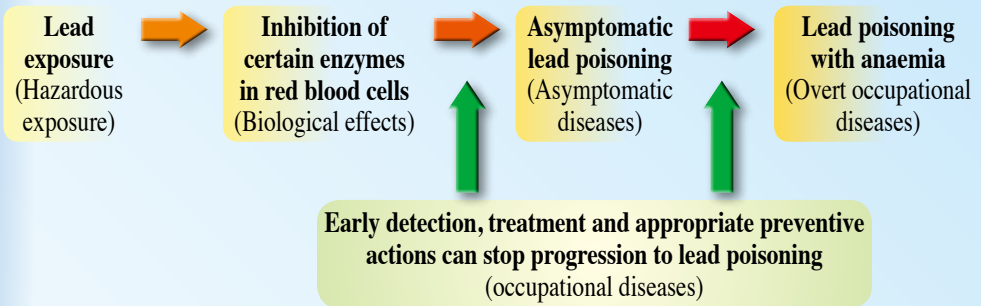 Lead
exposure
(Hazardous
exposure)
Inhibition of
certain enzymes
in red blood cells
(Biological effects)
Asymptomatic
lead poisoning
(Asymptomatic
diseases)
Lead poisoning
with anaemia
(Overt occupational
diseases)
Early detection, treatment and appropriate preventive
actions can stop progression to lead poisoning
(occupational diseases)